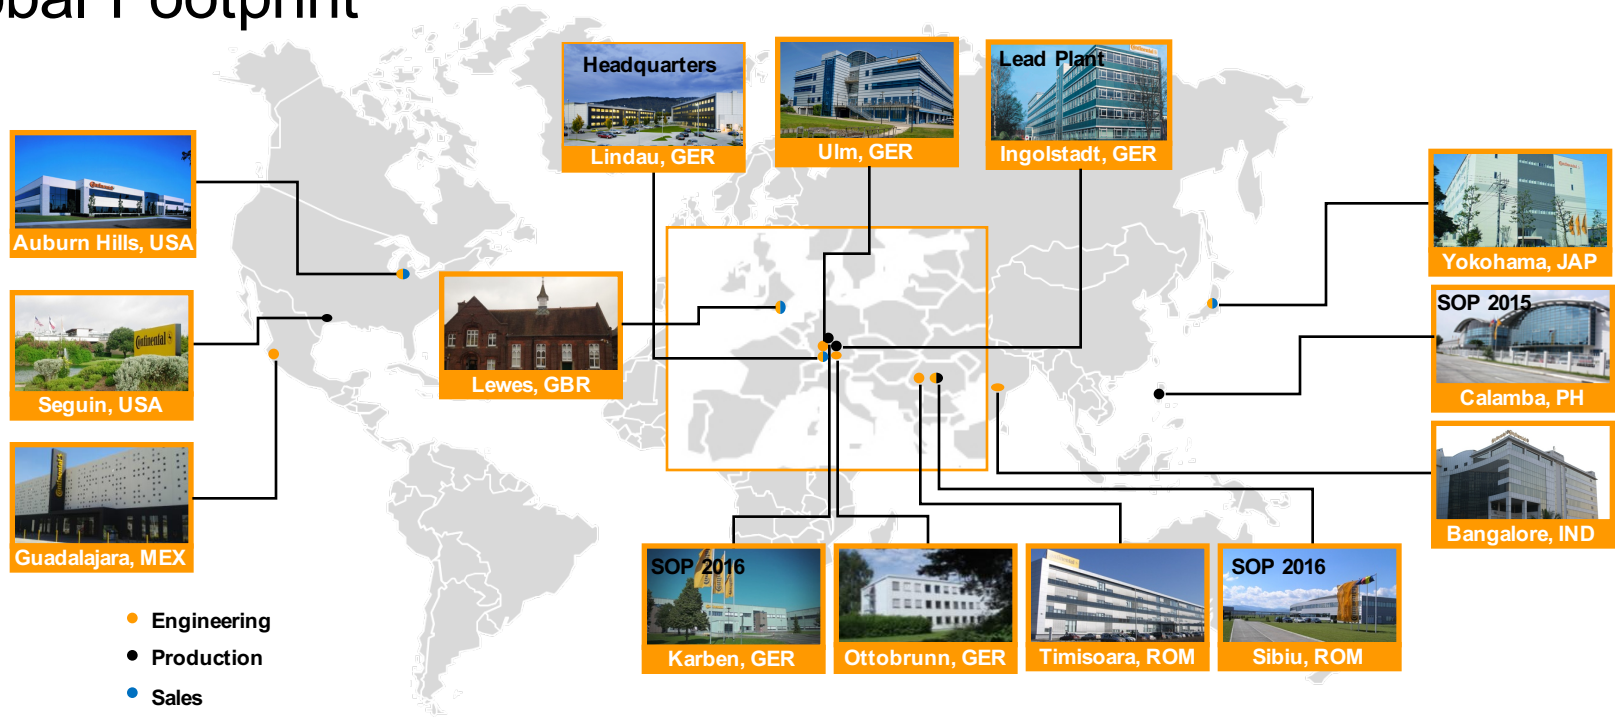 bal Footprint
Headquarters
Lindau, GER
Ulm, GER
Lead Plant
Ingolstadt, GER
Auburn Hills, USA
Continental
Seguin, USA
Guadalajara, MEX
Lewes, GBR
Yokohama, JAP
SOP 2015
Calamba, PH
Bangalore, IND
SOP 2016
Karben, GER
Ottobrunn, GER
Timisoara, ROM
SOP 2016
Sibiu, ROM
Engineering
Production
Sales